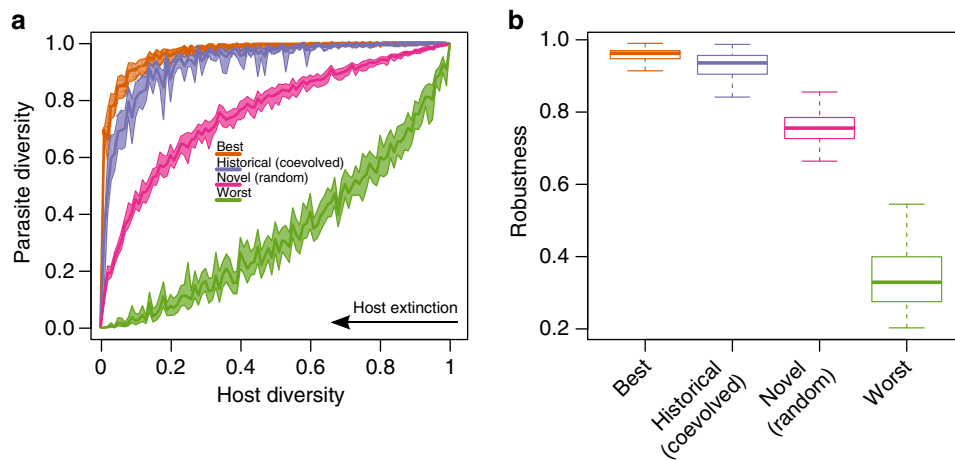 a
1.0
0.8
0.6
0.4
0.2
0.0
Parasite diversity
Best
Historical (coevolved)
Novel (random)
Worst
Host extinction
0
0.2
0.4
0.6
0.8
1
Host diversity
b
1.0
0.8
0.6
0.4
0.2
Robustness
Best
Historical
(coevolved)
Novel
(random)
Worst